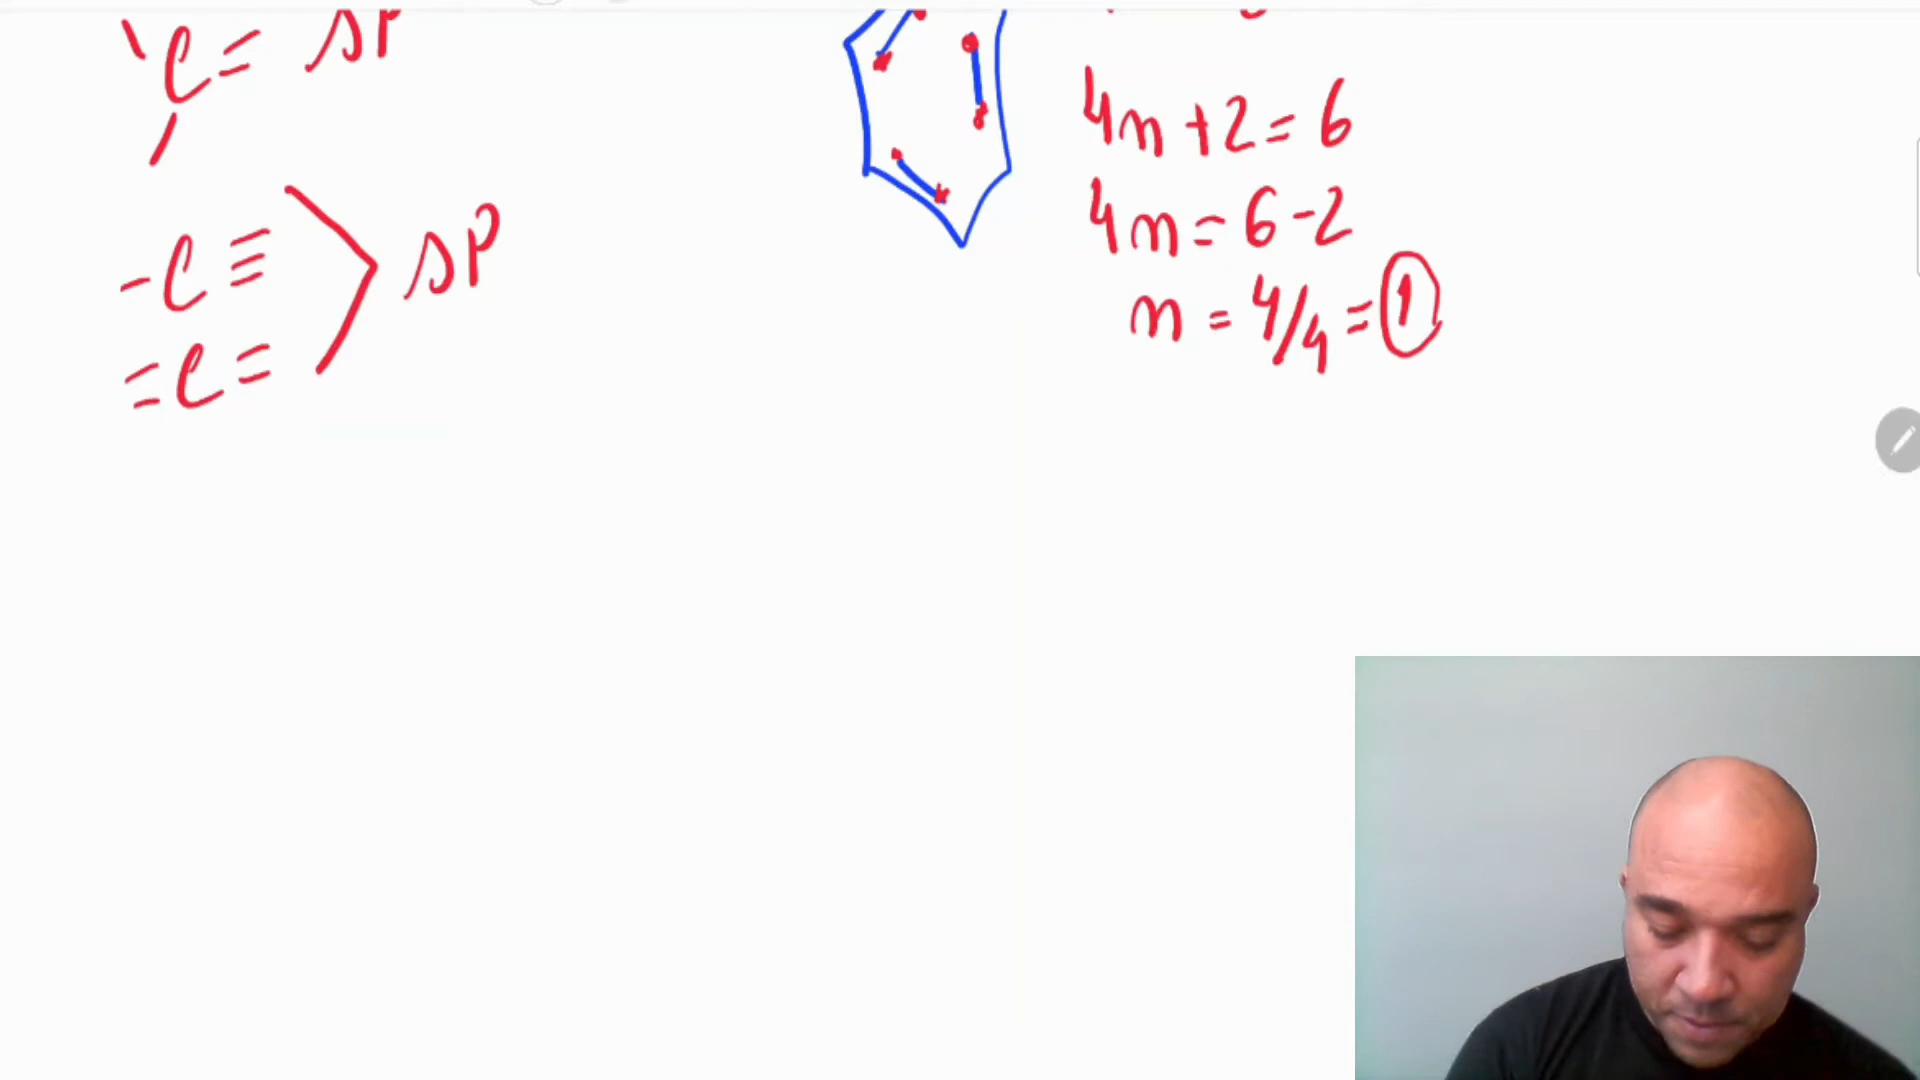 C= sp
-C≡
=C=
sp
4n+2=6
4n=6-2
n=4/4=1